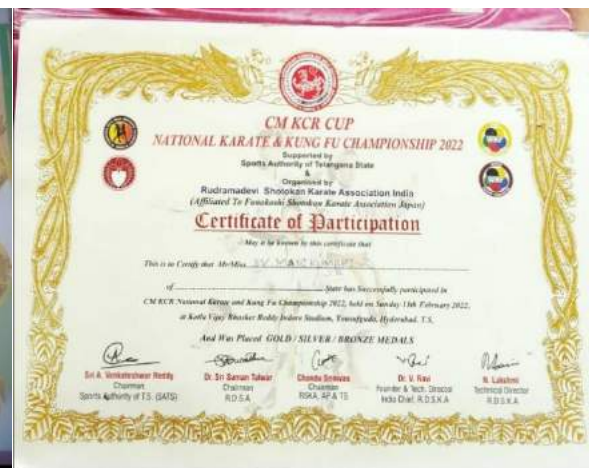 CM KCR CUP
NATIONAL KARATE & KUNG FU CHAMPIONSHIP 2022
Supported by
Sports Authority of Telangana State
&
Organised by
Rudramadevi Shotokan Karate Association India
(Affiliated To Funakoshi Shotokan Karate Association Japan)
Certificate of Participation
May it be known by this certificate that
This is to Certify that Mr/Miss
of State has Successfully participated in
CM KCR National Karate and Kung Fu Championship 2022, held on Sunday 13th February 2022,
at Kotla Vijay Bhasker Reddy Indore Stadium, Yousufguda, Hyderabad. T.S,
And Was Placed GOLD / SILVER / BRONZE MEDALS
Sri A. Venkateshwar Reddy
Chairman
Sports Authority of T.S. (SATS)
Dr. Sri Saman Talwar
Chairman
R.D.S.A
Chandu Srinivas
Chairman
RSKA, AP & TS
Dr. V. Ravi
Founder & Tech. Director
India Chief, R.D.S.K.A
N. Lakshmi
Technical Director
R.D.S.K.A